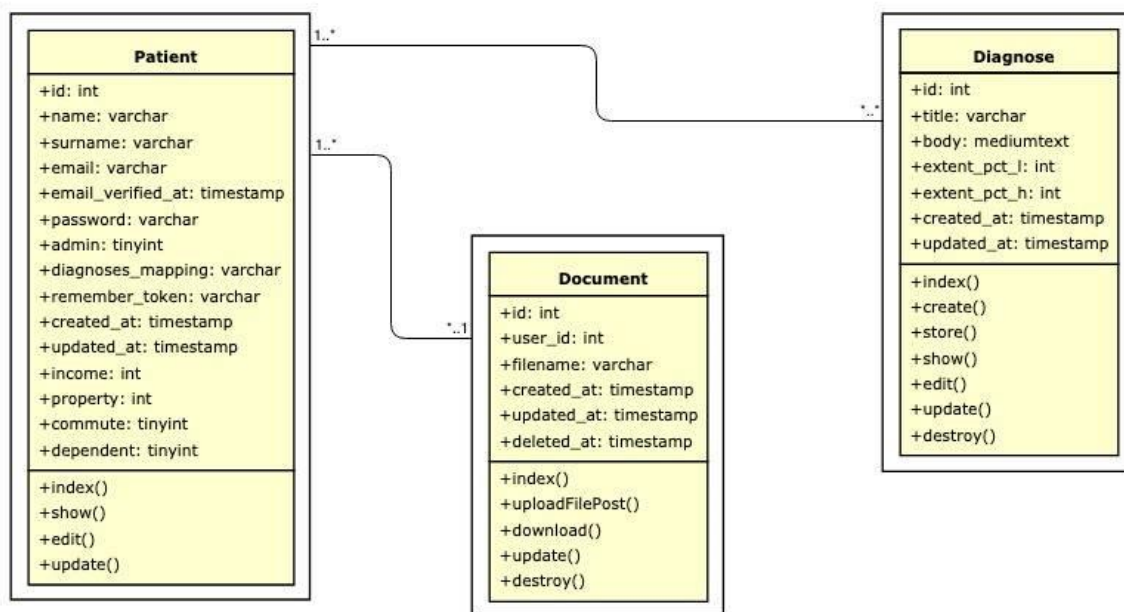 Patient
+id: int
+name: varchar
+surname: varchar
+email: varchar
+email_verified_at: timestamp
+password: varchar
+admin: tinyint
+diagnoses_mapping: varchar
+remember_token: varchar
+created_at: timestamp
+updated_at: timestamp
+income: int
+property: int
+commute: tinyint
+dependent: tinyint
+index()
+show()
+edit()
+update()
1..*
1..*
*..1
*..*
Document
+id: int
+user_id: int
+filename: varchar
+created_at: timestamp
+updated_at: timestamp
+deleted_at: timestamp
+index()
+uploadFilePost()
+download()
+update()
+destroy()
Diagnose
+id: int
+title: varchar
+body: mediumtext
+extent_pct_l: int
+extent_pct_h: int
+created_at: timestamp
+updated_at: timestamp
+index()
+create()
+store()
+show()
+edit()
+update()
+destroy()